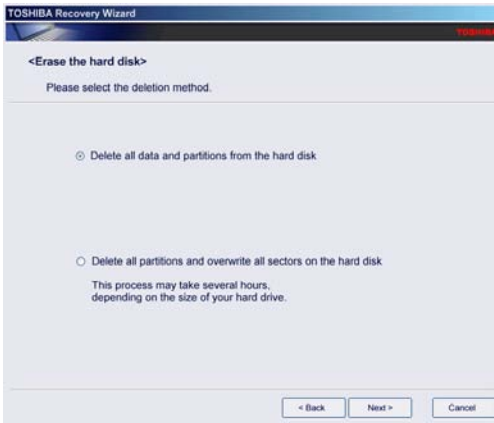 TOSHIBA Recovery Wizard
TOSHIBA
<Erase the hard disk>
Please select the deletion method.
Delete all data and partitions from the hard disk
Delete all partitions and overwrite all sectors on the hard disk
This process may take several hours,
depending on the size of your hard drive.
< Back
Next >
Cancel